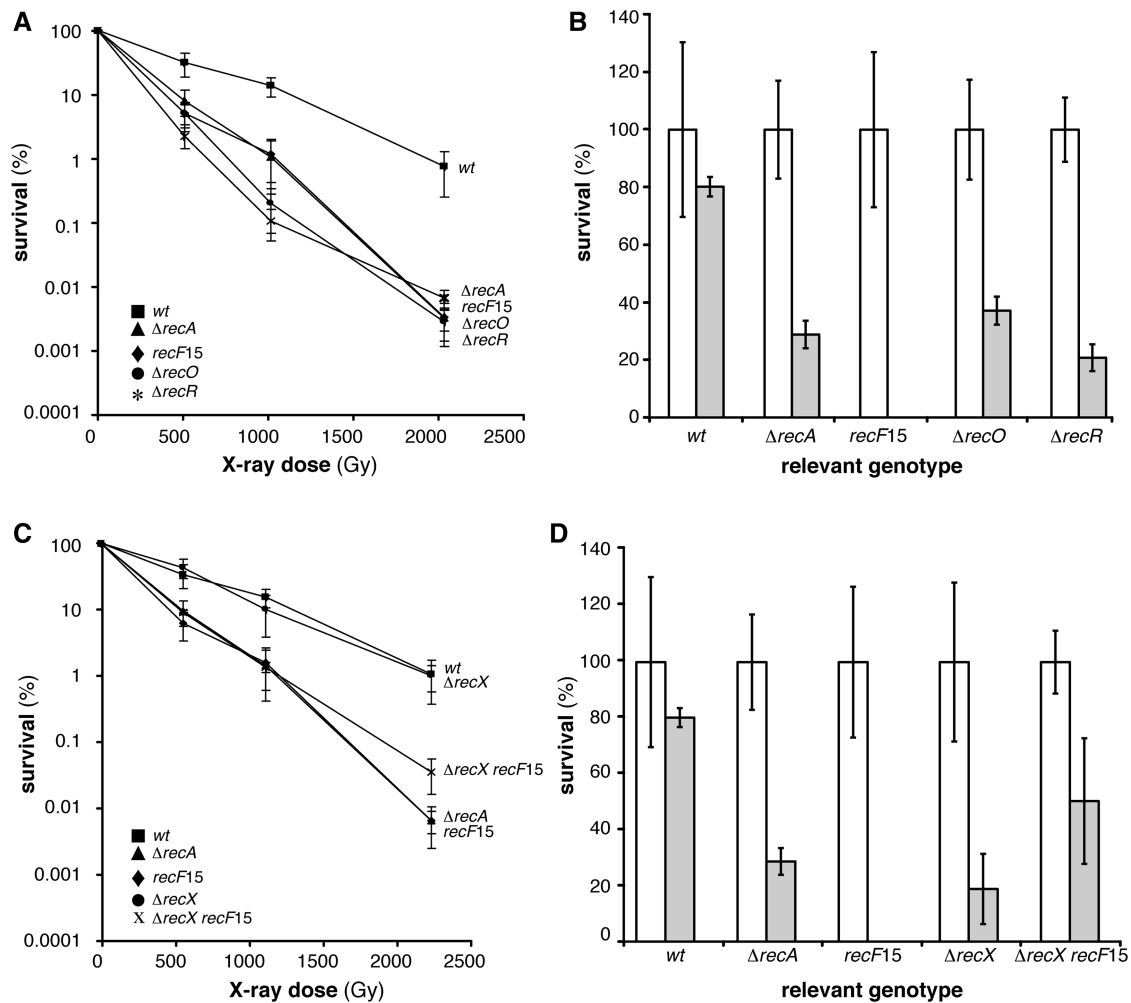 A
survival (%)
100
10
1
0.1
0.01
0.001
0.0001
wt
ΔrecA
recF15
ΔrecO
ΔrecR
wt
ΔrecA
recF15
ΔrecO
ΔrecR
0
500
1000
1500
2000
2500
X-ray dose (Gy)
B
survival (%)
140
120
100
80
60
40
20
0
wt
ΔrecA
recF15
ΔrecO
ΔrecR
relevant genotype
C
survival (%)
100
10
1
0.1
0.01
0.001
0.0001
wt
ΔrecX
ΔrecX recF15
ΔrecA
recF15
wt
ΔrecA
recF15
ΔrecX
x ΔrecX recF15
0
500
1000
1500
2000
2500
X-ray dose (Gy)
D
survival (%)
140
120
100
80
60
40
20
0
wt
ΔrecA
recF15
ΔrecX
ΔrecX recF15
relevant genotype